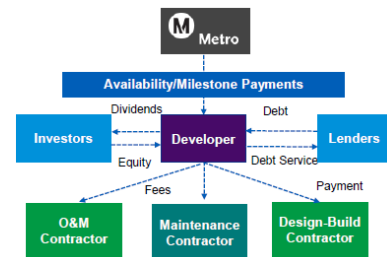 M
Metro
Availability/Milestone Payments
Dividends
Debt
Investors
Developer
Lenders
Equity
Debt Service
Fees
Payment
O&M
Contractor
Maintenance
Contractor
Design-Build
Contractor